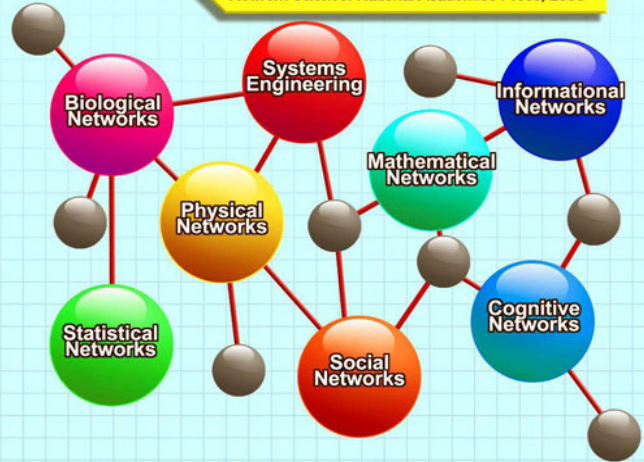 Systems
Engineering
Biological
Networks
Informational
Networks
Mathematical
Networks
Physical
Networks
Statistical
Networks
Social
Networks
Cognitive
Networks